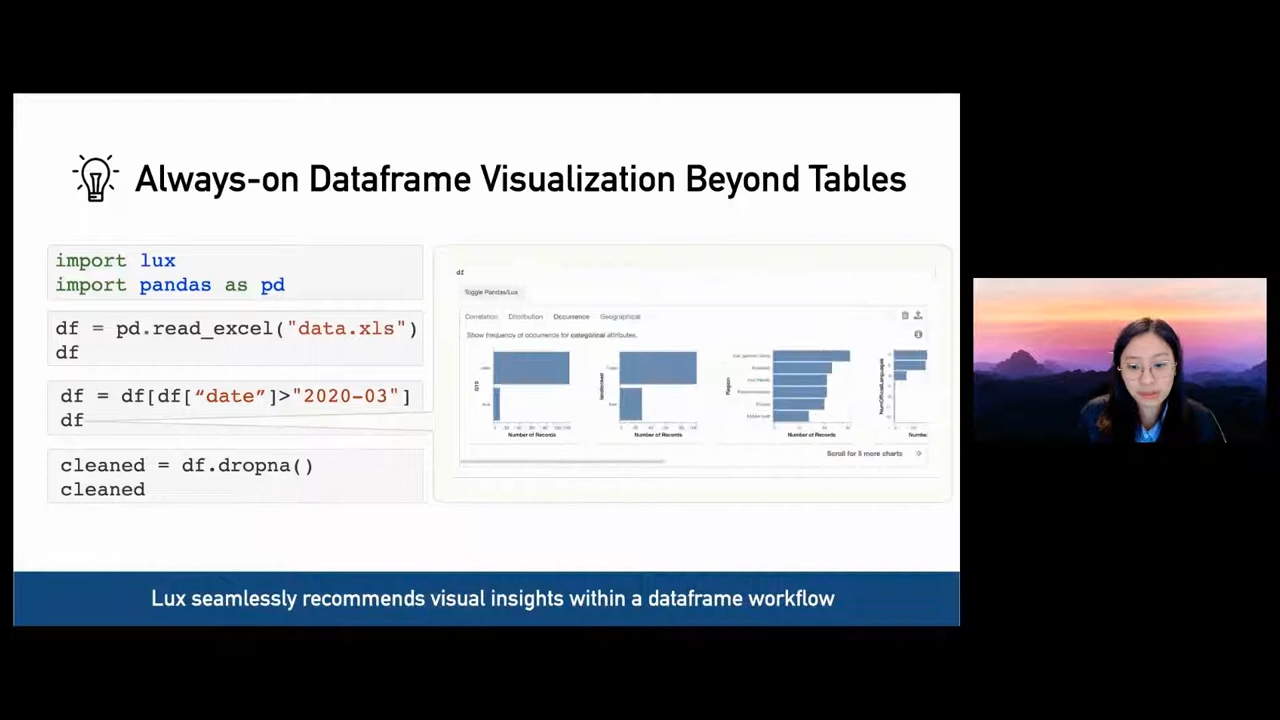 Always-on Dataframe Visualization Beyond Tables
import lux
import pandas as pd
df = pd.read_excel("data.xls")
df
df = df[df[“date”]>"2020-03"]
df
cleaned = df.dropna()
cleaned
df
Toggle Pandas/Lux
Correlation Distribution Occurrence Geographical
Show frequency of occurrence for categorical attributes.
Region
Number of Records
Number of Records
Number of Records
Scroll for 5 more charts
Lux seamlessly recommends visual insights within a dataframe workflow